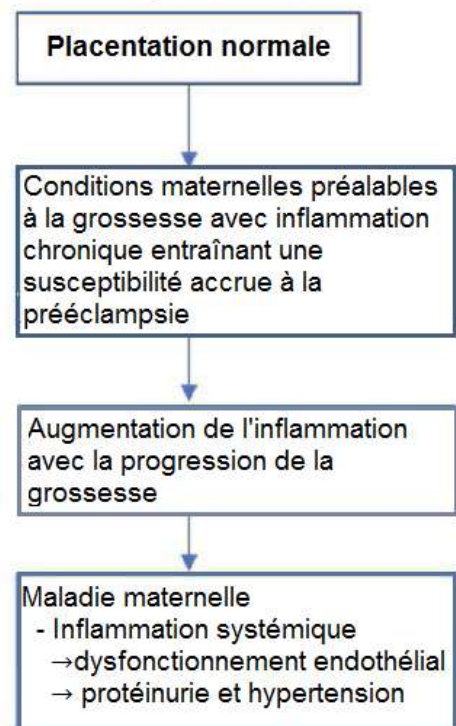 Placentation normale
Conditions maternelles préalables
à la grossesse avec inflammation
chronique entraînant une
susceptibilité accrue à la
prééclampsie
Augmentation de l'inflammation
avec la progression de la
grossesse
Maladie maternelle
- Inflammation systémique
→dysfonctionnement endothélial
→ protéinurie et hypertension